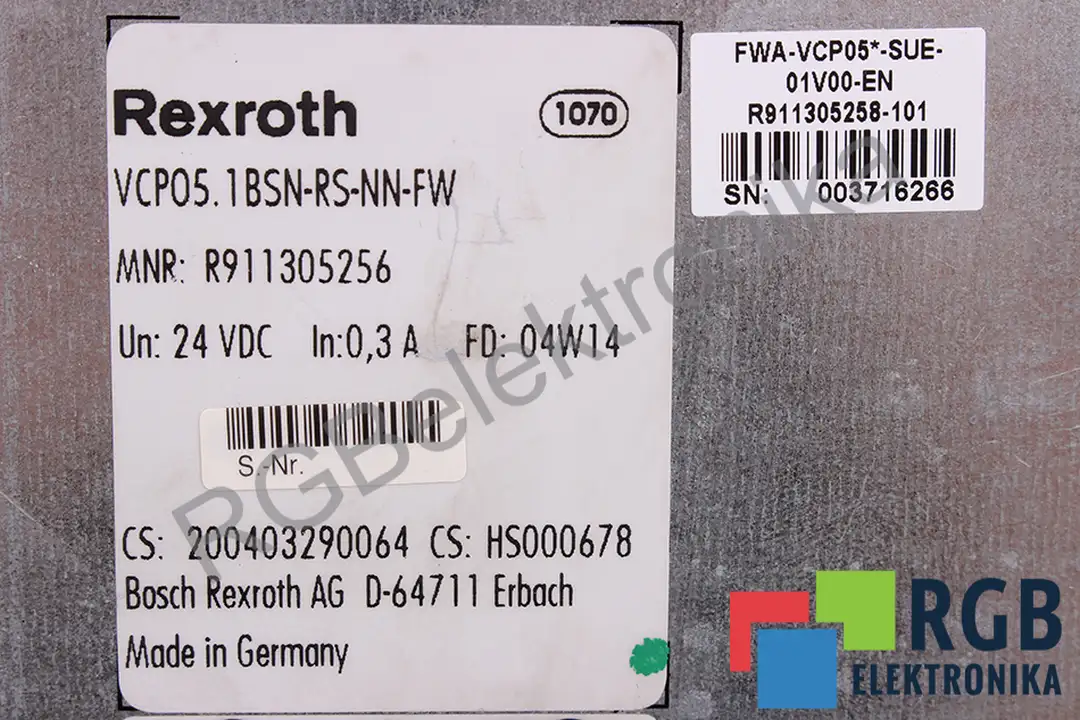 Rexroth
1070
VCP05.1BSN-RS-NN-FW
MNR: R911305256
Un: 24 VDC In:0,3 A FD: 04W14
S.-Nr.
CS: 200403290064 CS: HS000678
Bosch Rexroth AG D-64711 Erbach
Made in Germany
FWA-VCP05*-SUE-
01V00-EN
R911305258-101
SN: 003716266
RGBelektronika
RGB
ELEKTRONIKA